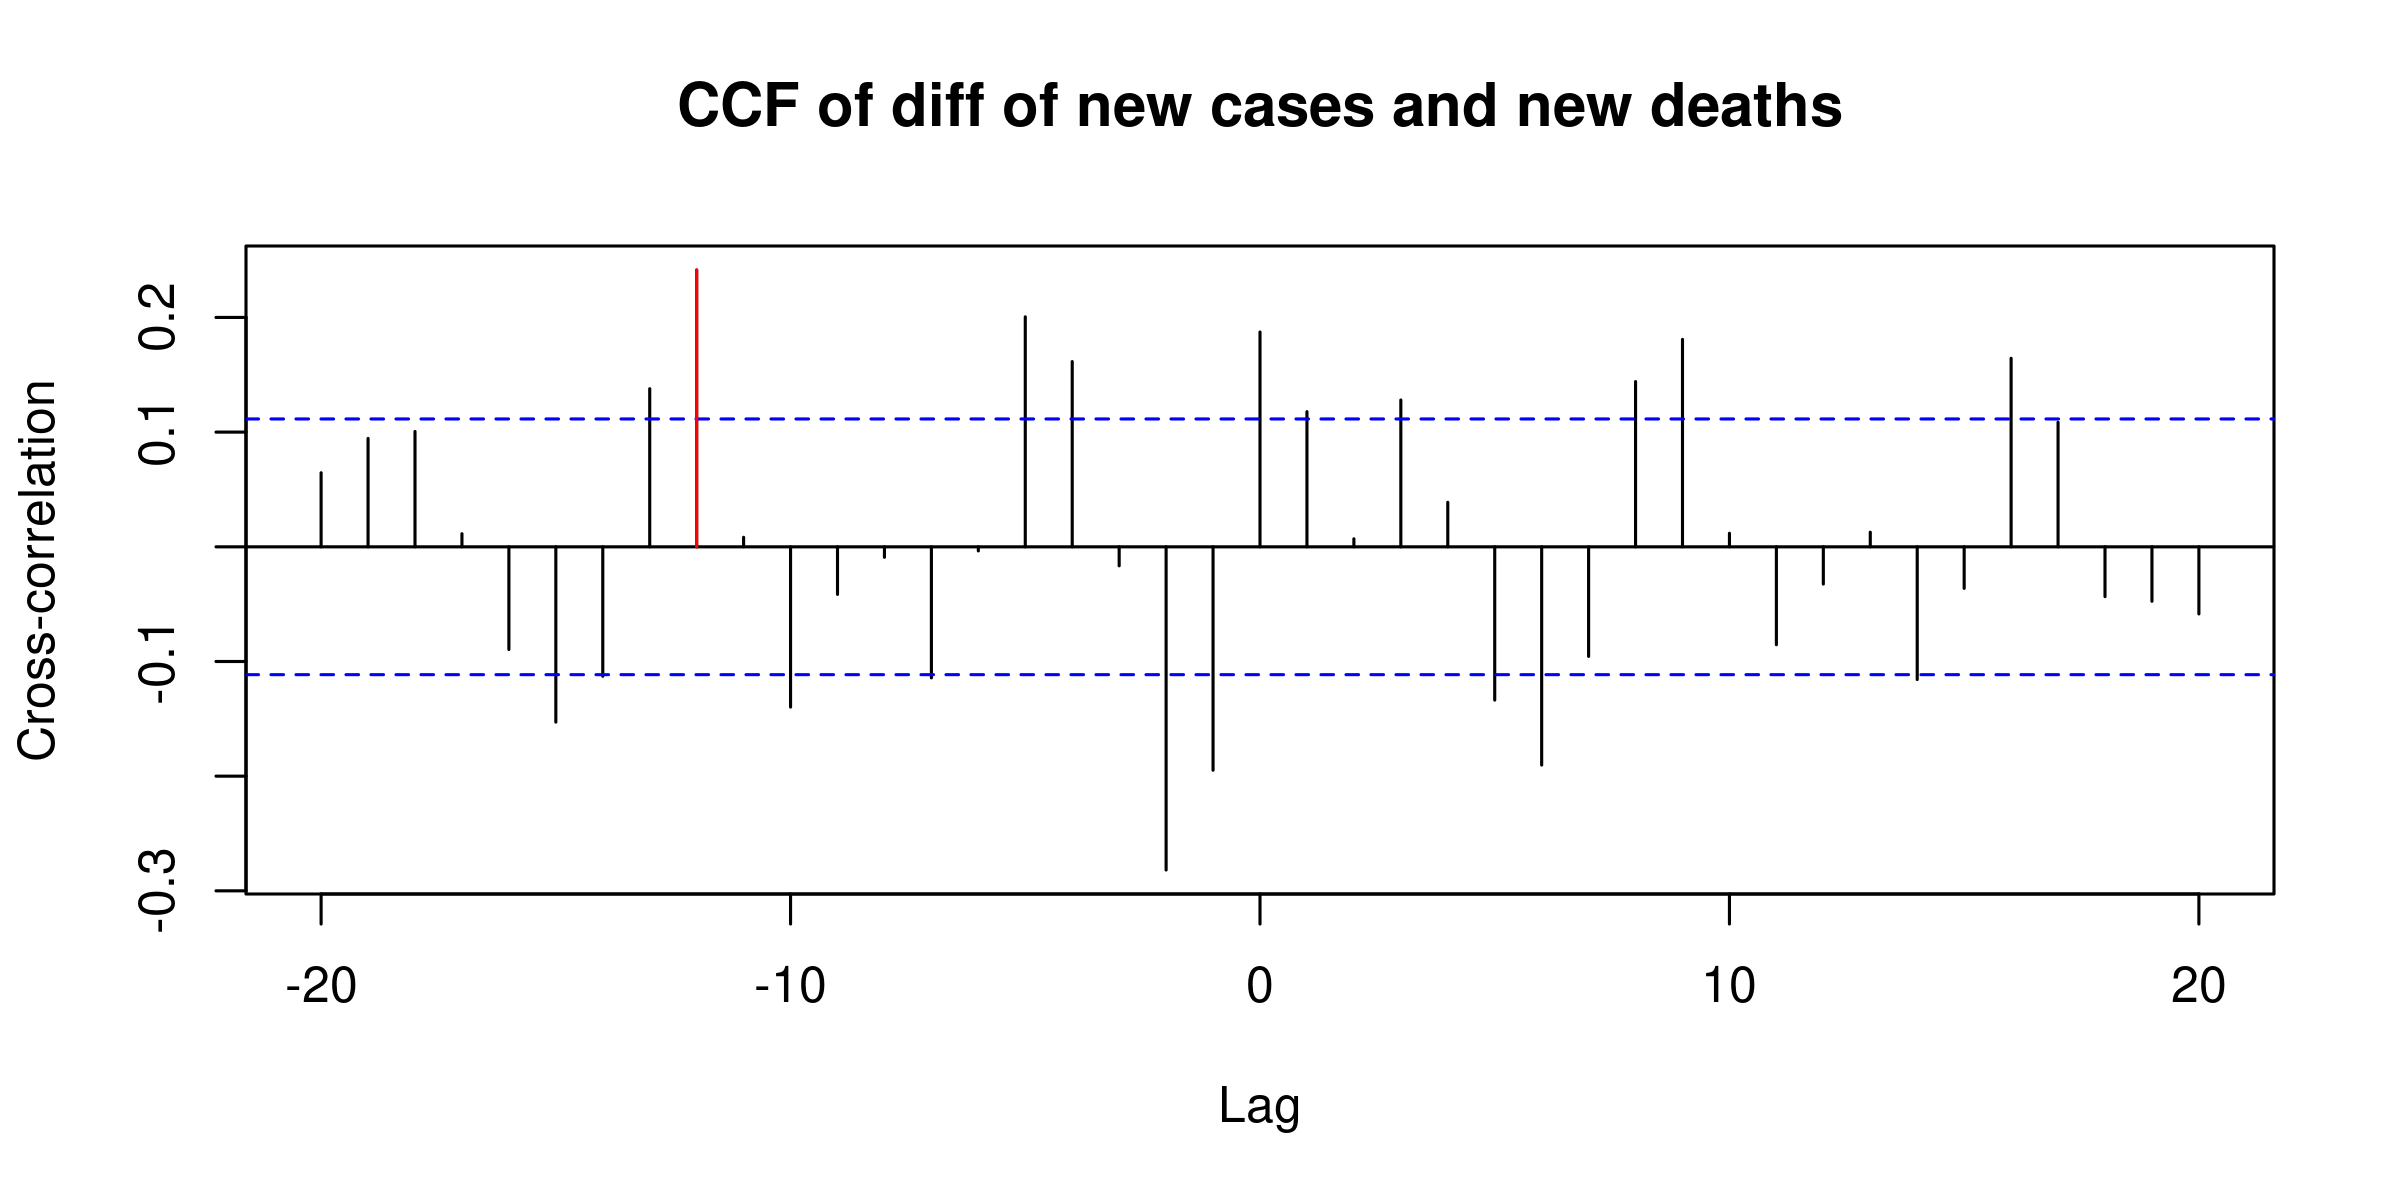 CCF of diff of new cases and new deaths
Cross-correlation
0.2
0.1
-0.1
-0.3
-20 -10 0 10 20
Lag